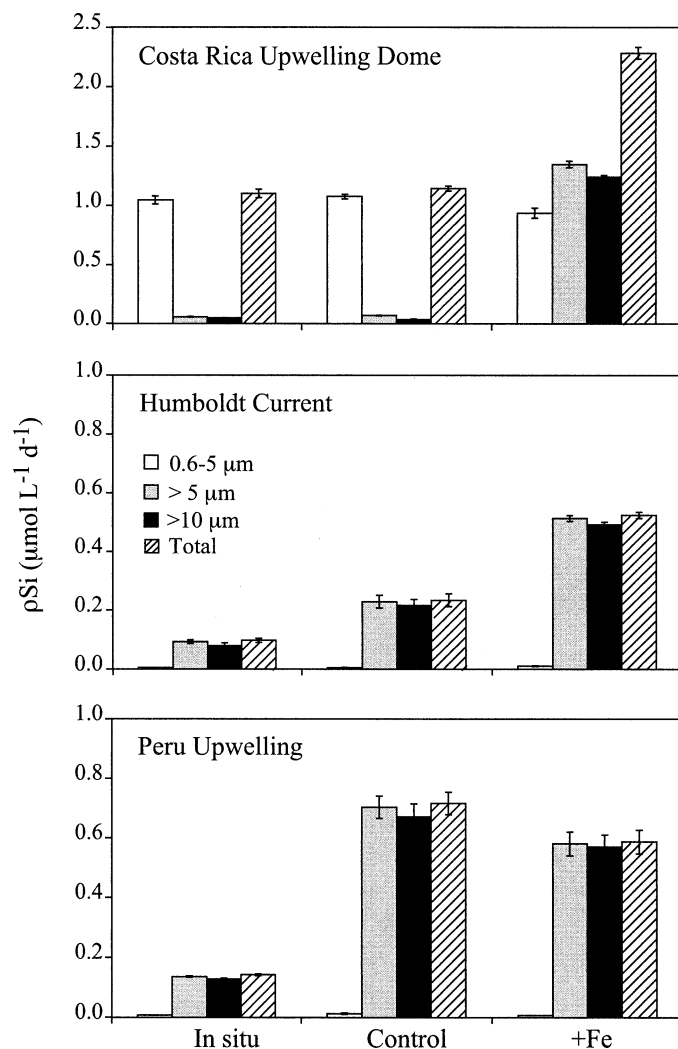 Costa Rica Upwelling Dome
2.5
2.0
1.5
1.0
0.5
0.0
Humboldt Current
0.6-5 μm
> 5 μm
>10 μm
Total
1.0
0.8
0.6
0.4
0.2
0.0
ρSi (μmol L⁻¹ d⁻¹)
Peru Upwelling
1.0
0.8
0.6
0.4
0.2
0.0
In situ Control +Fe